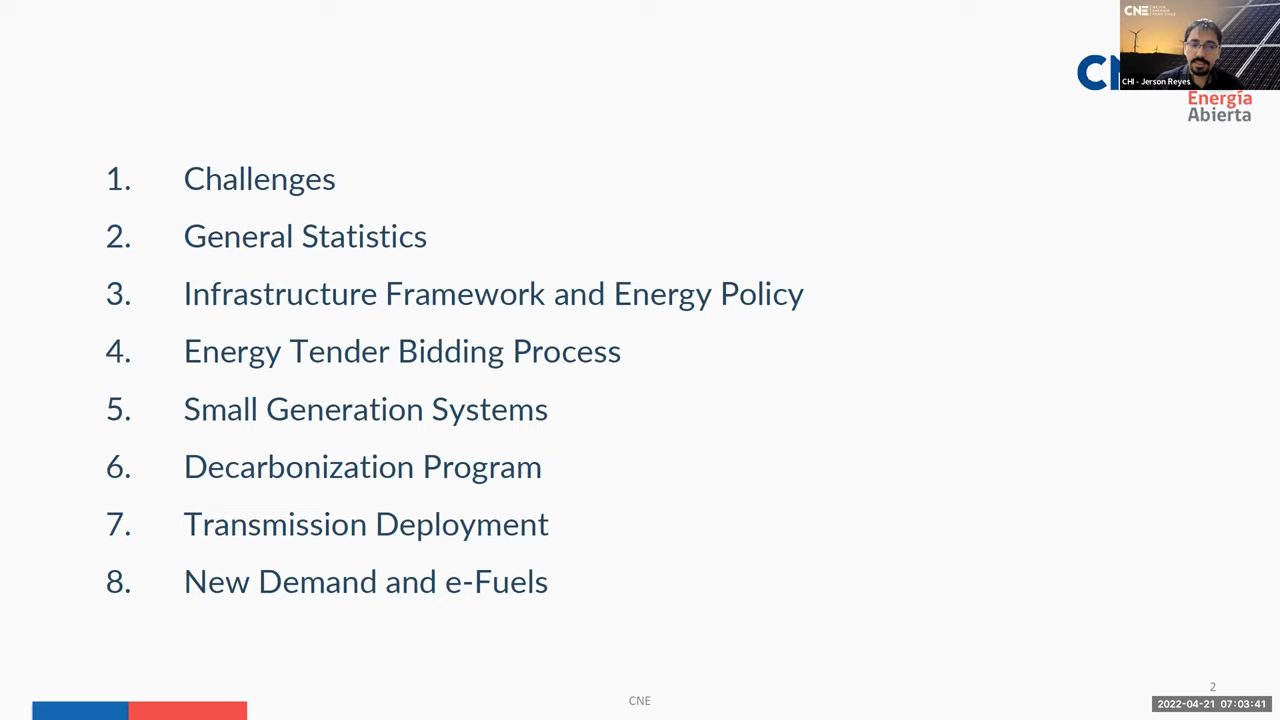 CNE
CHI - Jerson Reyes
Energía
Abierta
1. Challenges
2. General Statistics
3. Infrastructure Framework and Energy Policy
4. Energy Tender Bidding Process
5. Small Generation Systems
6. Decarbonization Program
7. Transmission Deployment
8. New Demand and e-Fuels
CNE
2
2022-04-21 07:03:41